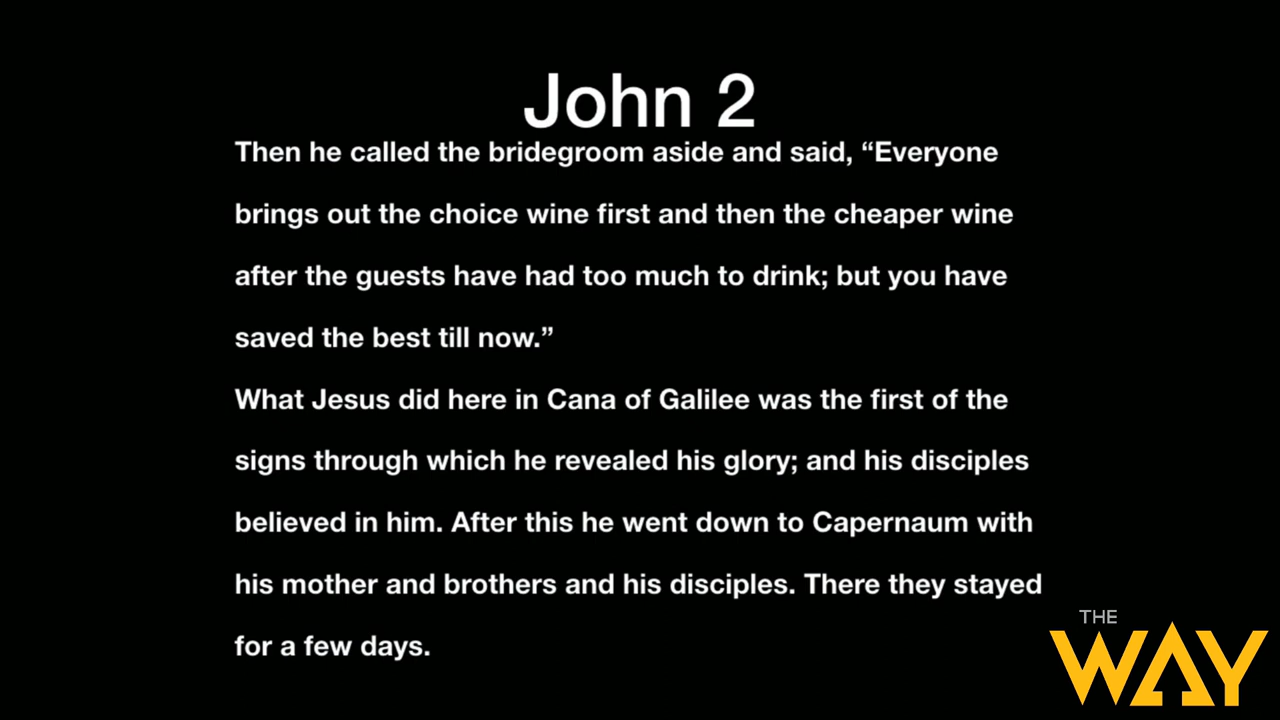 John 2
Then he called the bridegroom aside and said, “Everyone
brings out the choice wine first and then the cheaper wine
after the guests have had too much to drink; but you have
saved the best till now.”
What Jesus did here in Cana of Galilee was the first of the
signs through which he revealed his glory; and his disciples
believed in him. After this he went down to Capernaum with
his mother and brothers and his disciples. There they stayed
for a few days.
THE
WAY